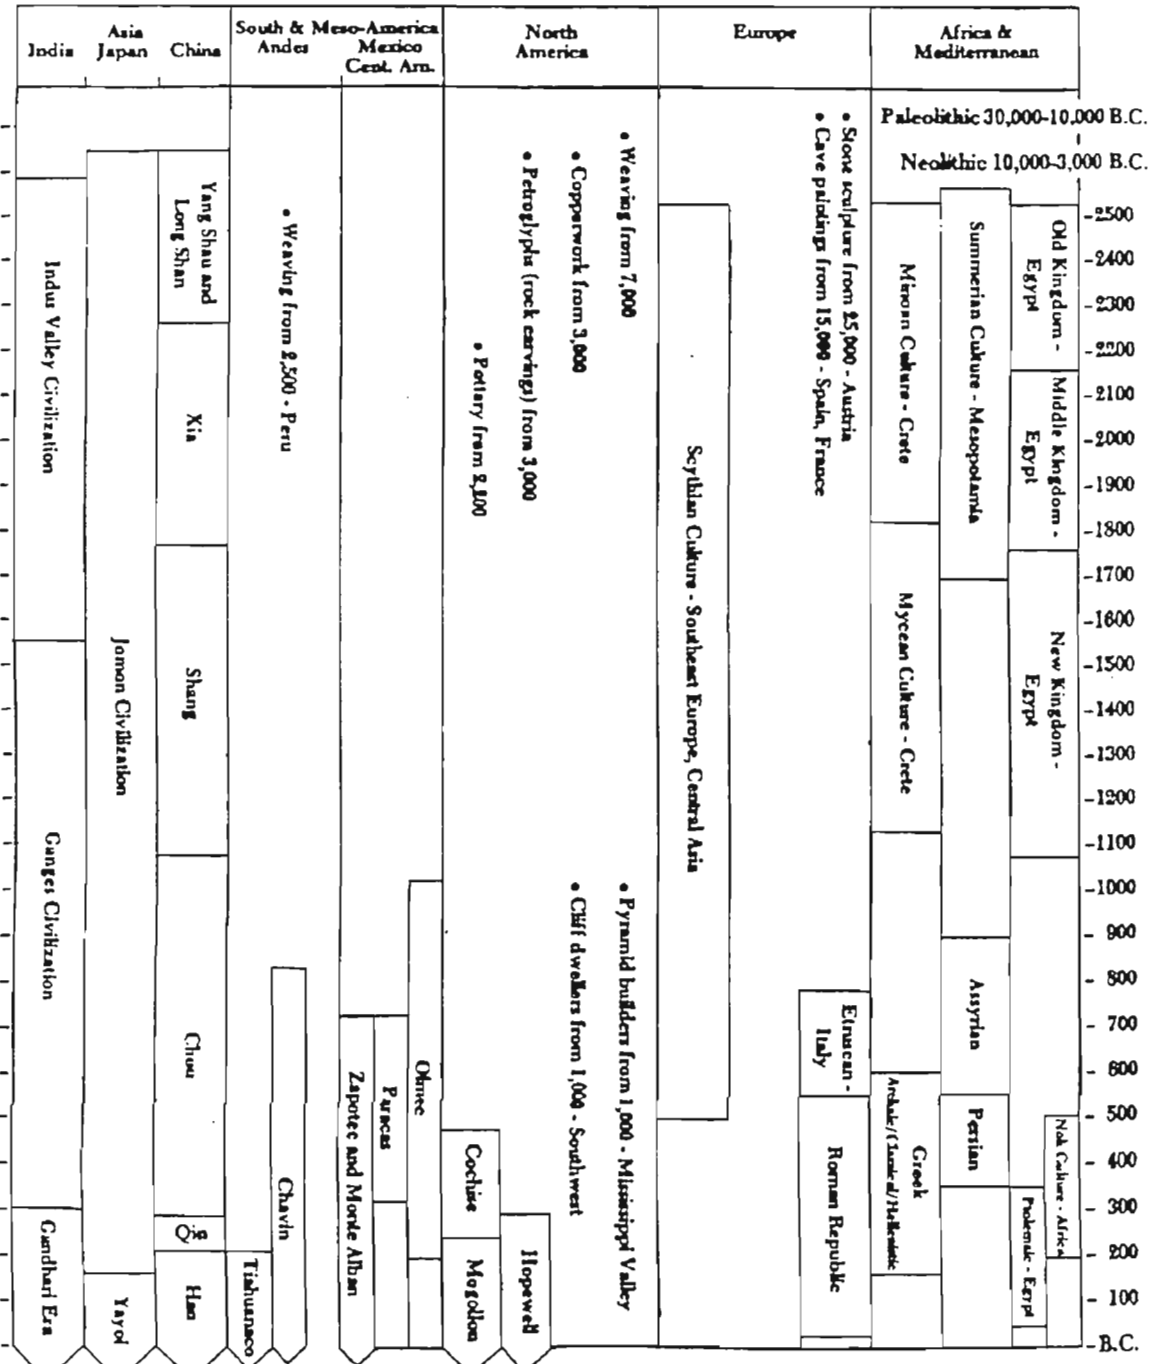 Asia
India
Japan
China
South & Meso-America
Andes
Mexico
Cent. Am.
North
America
Europe
Africa &
Mediterranean
Paleolithic 30,000-10,000 B.C.
Neolithic 10,000-3,000 B.C.
Indus Valley Civilization
Ganges Civilization
Gandhari Era
Jomon Civilization
Yayoi
Yang Shau and
Long Shan
Xia
Shang
Chou
Qin
Han
• Weaving from 2,500 - Peru
Tiahuanaco
Chavin
Zapotec and Monte Alban
Paracas
Olmec
• Weaving from 7,000
• Copperwork from 3,000
• Petroglyphs (rock carvings) from 3,000
• Pottary from 2,100
• Pyramid builders from 1,000 - Mississippi Valley
• Cliff dwellers from 1,000 - Southwest
Cochise
Mogollon
Hopewell
Scythian Culture - Southeast Europe, Central Asia
• Stone sculpture from 25,000 - Austria
• Cave paintings from 15,000 - Spain, France
Etruscan -
Italy
Roman Republic
Minoan Culture - Crete
Mycean Culture - Crete
Greek
Archaic/Classical/Hellenistic
Summerian Culture - Mesopotamia
Assyrian
Persian
Old Kingdom -
Egypt
Middle Kingdom -
Egypt
New Kingdom -
Egypt
Nok Culture - Africa
Ptolemaic - Egypt
-2500
-2400
-2300
-2200
-2100
-2000
-1900
-1800
-1700
-1600
-1500
-1400
-1300
-1200
-1100
-1000
- 900
- 800
- 700
- 600
- 500
- 400
- 300
- 200
- 100
-B.C.